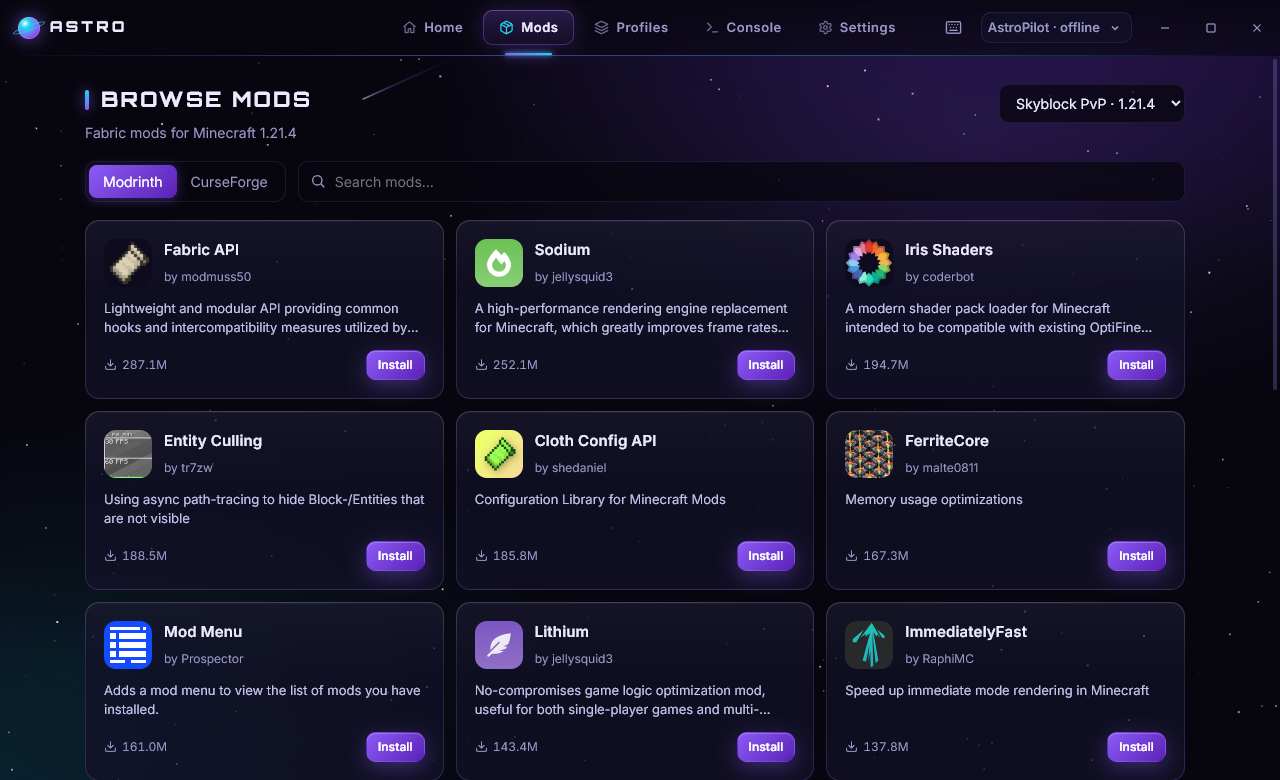 ASTRO
Home
Mods
Profiles
Console
Settings
AstroPilot · offline
BROWSE MODS
Skyblock PvP · 1.21.4
Fabric mods for Minecraft 1.21.4
Modrinth
CurseForge
Search mods...
Fabric API
by modmuss50
Lightweight and modular API providing common
hooks and intercompatibility measures utilized by...
287.1M
Install
Sodium
by jellysquid3
A high-performance rendering engine replacement
for Minecraft, which greatly improves frame rates...
252.1M
Install
Iris Shaders
by coderbot
A modern shader pack loader for Minecraft
intended to be compatible with existing OptiFine...
194.7M
Install
30 FPS
60 FPS
Entity Culling
by tr7zw
Using async path-tracing to hide Block-/Entities that
are not visible
188.5M
Install
Cloth Config API
by shedaniel
Configuration Library for Minecraft Mods
185.8M
Install
FerriteCore
by malte0811
Memory usage optimizations
167.3M
Install
Mod Menu
by Prospector
Adds a mod menu to view the list of mods you have
installed.
161.0M
Install
Lithium
by jellysquid3
No-compromises game logic optimization mod,
useful for both single-player games and multi-...
143.4M
Install
ImmediatelyFast
by RaphiMC
Speed up immediate mode rendering in Minecraft
137.8M
Install